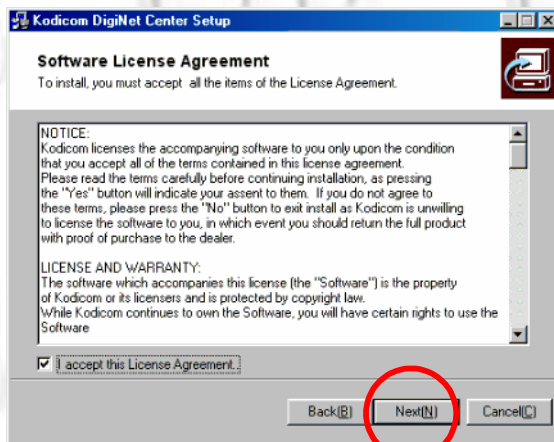 Kodicom DigiNet Center Setup
Software License Agreement
To install, you must accept all the items of the License Agreement.
NOTICE:
Kodicom licenses the accompanying software to you only upon the condition
that you accept all of the terms contained in this license agreement.
Please read the terms carefully before continuing installation, as pressing
the "Yes" button will indicate your assent to them. If you do not agree to
these terms, please press the "No" button to exit install as Kodicom is unwilling
to license the software to you, in which event you should return the full product
with proof of purchase to the dealer.
LICENSE AND WARRANTY:
The software which accompanies this license (the "Software") is the property
of Kodicom or its licensers and is protected by copyright law.
While Kodicom continues to own the Software, you will have certain rights to use the
Software
I accept this License Agreement.
Back(B) Next(N) Cancel(C)